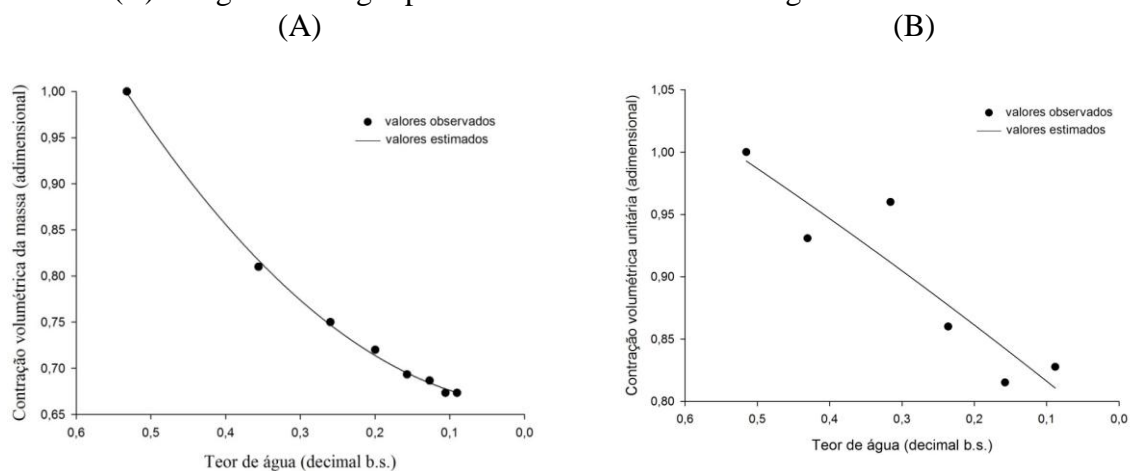 (A)
(B)
Contração volumétrica da massa (adimensional)
1,00
0,95
0,90
0,85
0,80
0,75
0,70
0,65
0,6
0,5
0,4
0,3
0,2
0,1
0,0
valores observados
valores estimados
Teor de água (decimal b.s.)
Contração volumétrica unitária (adimensional)
1,05
1,00
0,95
0,90
0,85
0,80
0,6
0,5
0,4
0,3
0,2
0,1
0,0
valores observados
valores estimados
Teor de água (decimal b.s.)